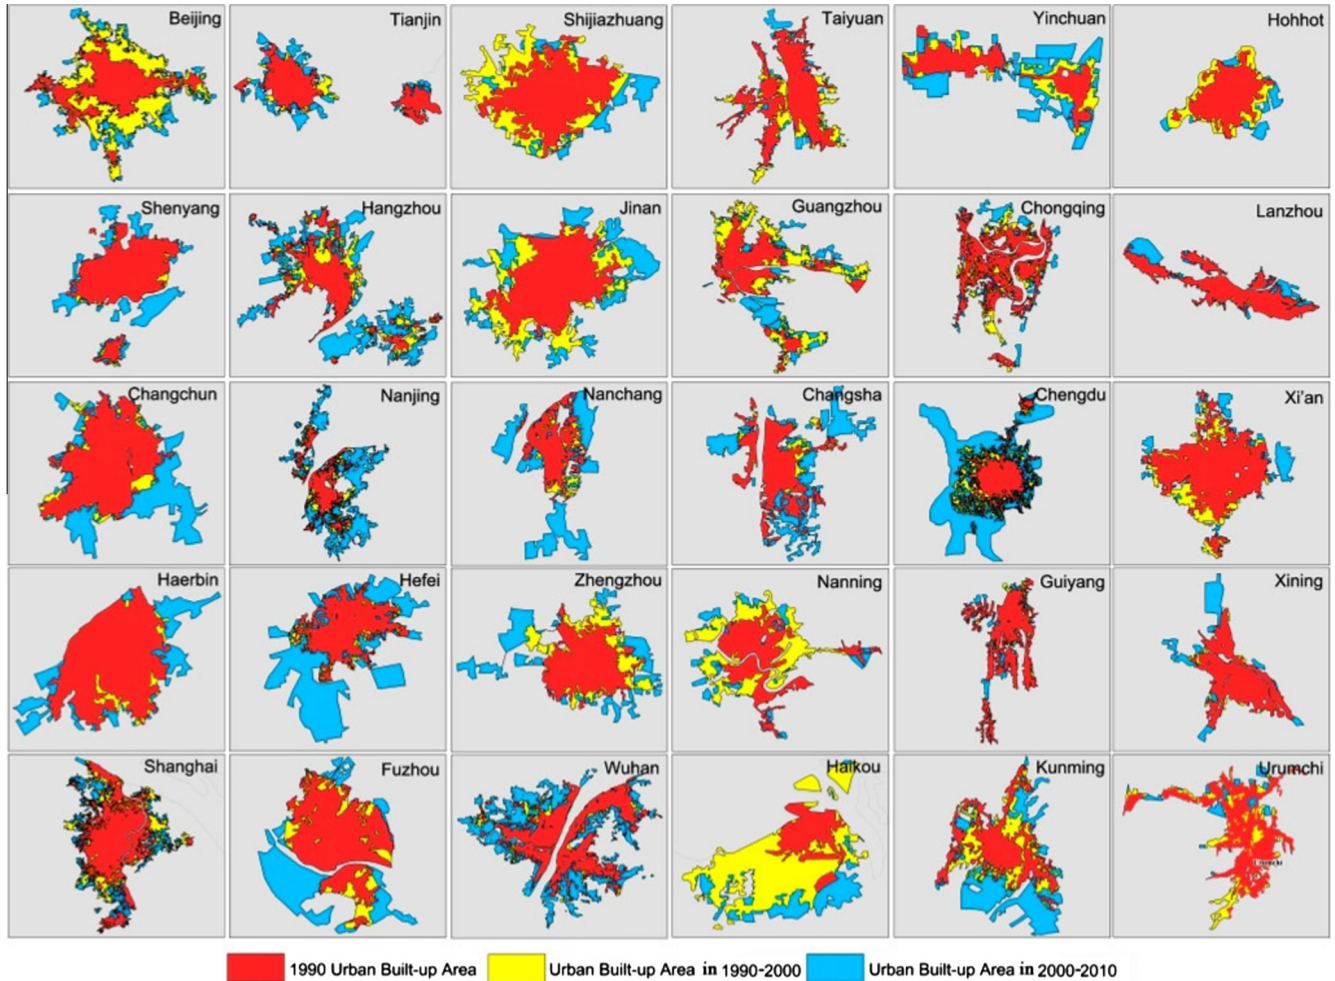 Beijing
Tianjin
Shijiazhuang
Taiyuan
Yinchuan
Hohhot
Shenyang
Hangzhou
Jinan
Guangzhou
Chongqing
Lanzhou
Changchun
Nanjing
Nanchang
Changsha
Chengdu
Xi'an
Haerbin
Hefei
Zhengzhou
Nanning
Guiyang
Xining
Shanghai
Fuzhou
Wuhan
Haikou
Kunming
Urumchi
1990 Urban Built-up Area
Urban Built-up Area in 1990-2000
Urban Built-up Area in 2000-2010